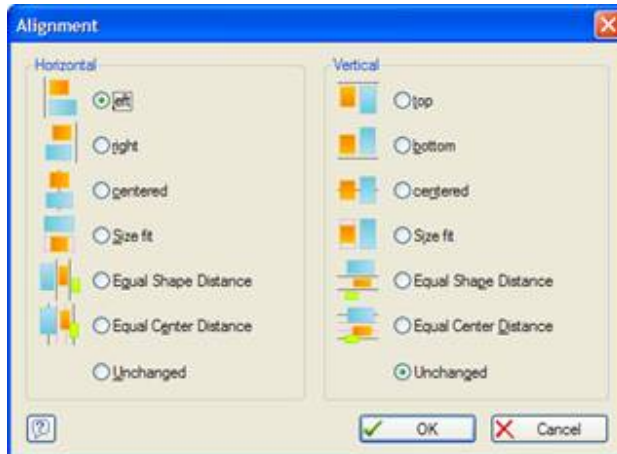 Alignment
Horizontal
left
right
centered
Size fit
Equal Shape Distance
Equal Center Distance
Unchanged
Vertical
top
bottom
centered
Size fit
Equal Shape Distance
Equal Center Distance
Unchanged
?
OK
Cancel